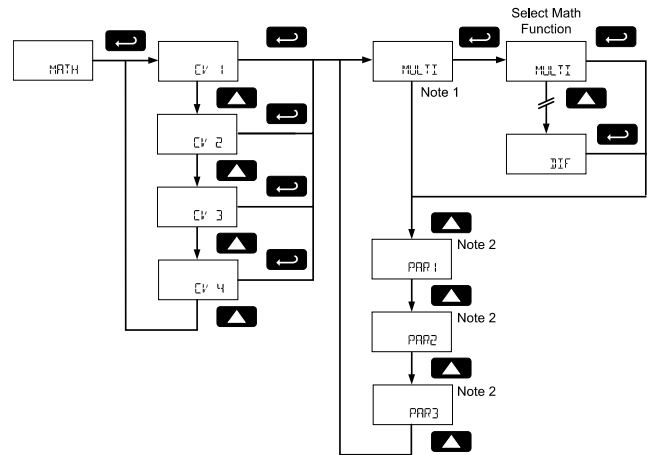 Select Math
Function
MATH
CV 1
MULTI
MULTI
Note 1
CV 2
DIF
CV 3
Note 2
PAR1
CV 4
Note 2
PAR2
Note 2
PAR3